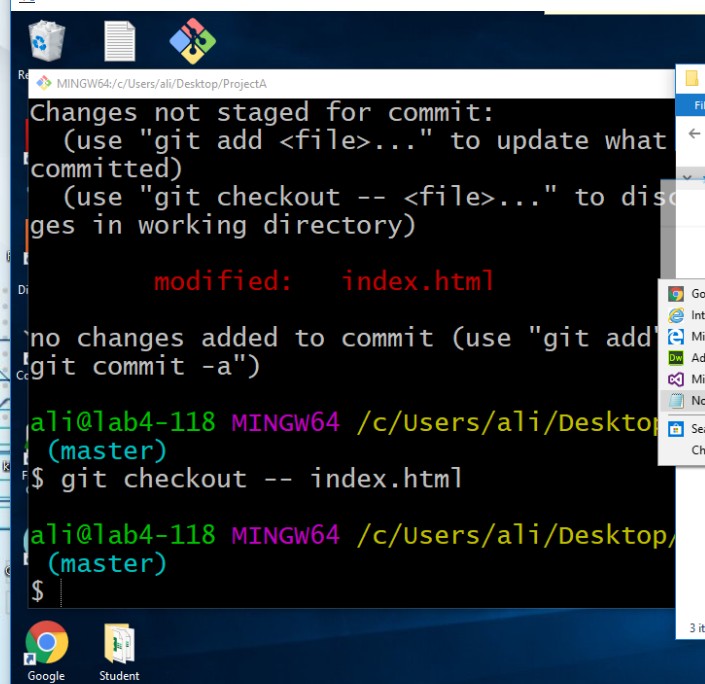 MINGW64:/c/Users/ali/Desktop/ProjectA
Changes not staged for commit:
(use "git add <file>..." to update what
committed)
(use "git checkout -- <file>..." to disc
ges in working directory)
modified: index.html
no changes added to commit (use "git add"
git commit -a")
ali@lab4-118 MINGW64 /c/Users/ali/Desktop
(master)
$ git checkout -- index.html
ali@lab4-118 MINGW64 /c/Users/ali/Desktop/
(master)
$
Re
Di
Co
F
Fi
Go
Int
Mi
Dw Ad
Mi
No
Sea
Ch
3 it
Google
Student